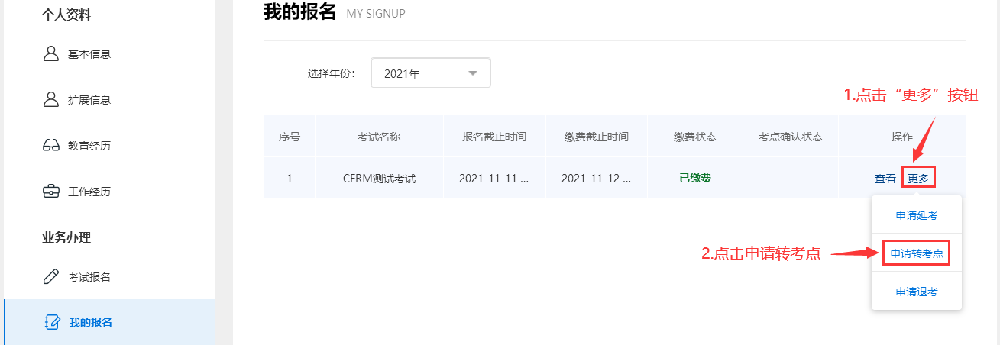 个人资料
基本信息
扩展信息
教育经历
工作经历
业务办理
考试报名
我的报名
我的报名 MY SIGNUP
选择年份： 2021年
1.点击“更多”按钮
序号 考试名称 报名截止时间 缴费截止时间 缴费状态 考点确认状态 操作
1 CFRM测试考试 2021-11-11 ... 2021-11-12 ... 已缴费 -- 查看 更多
申请延考
2.点击申请转考点 申请转考点
申请退考